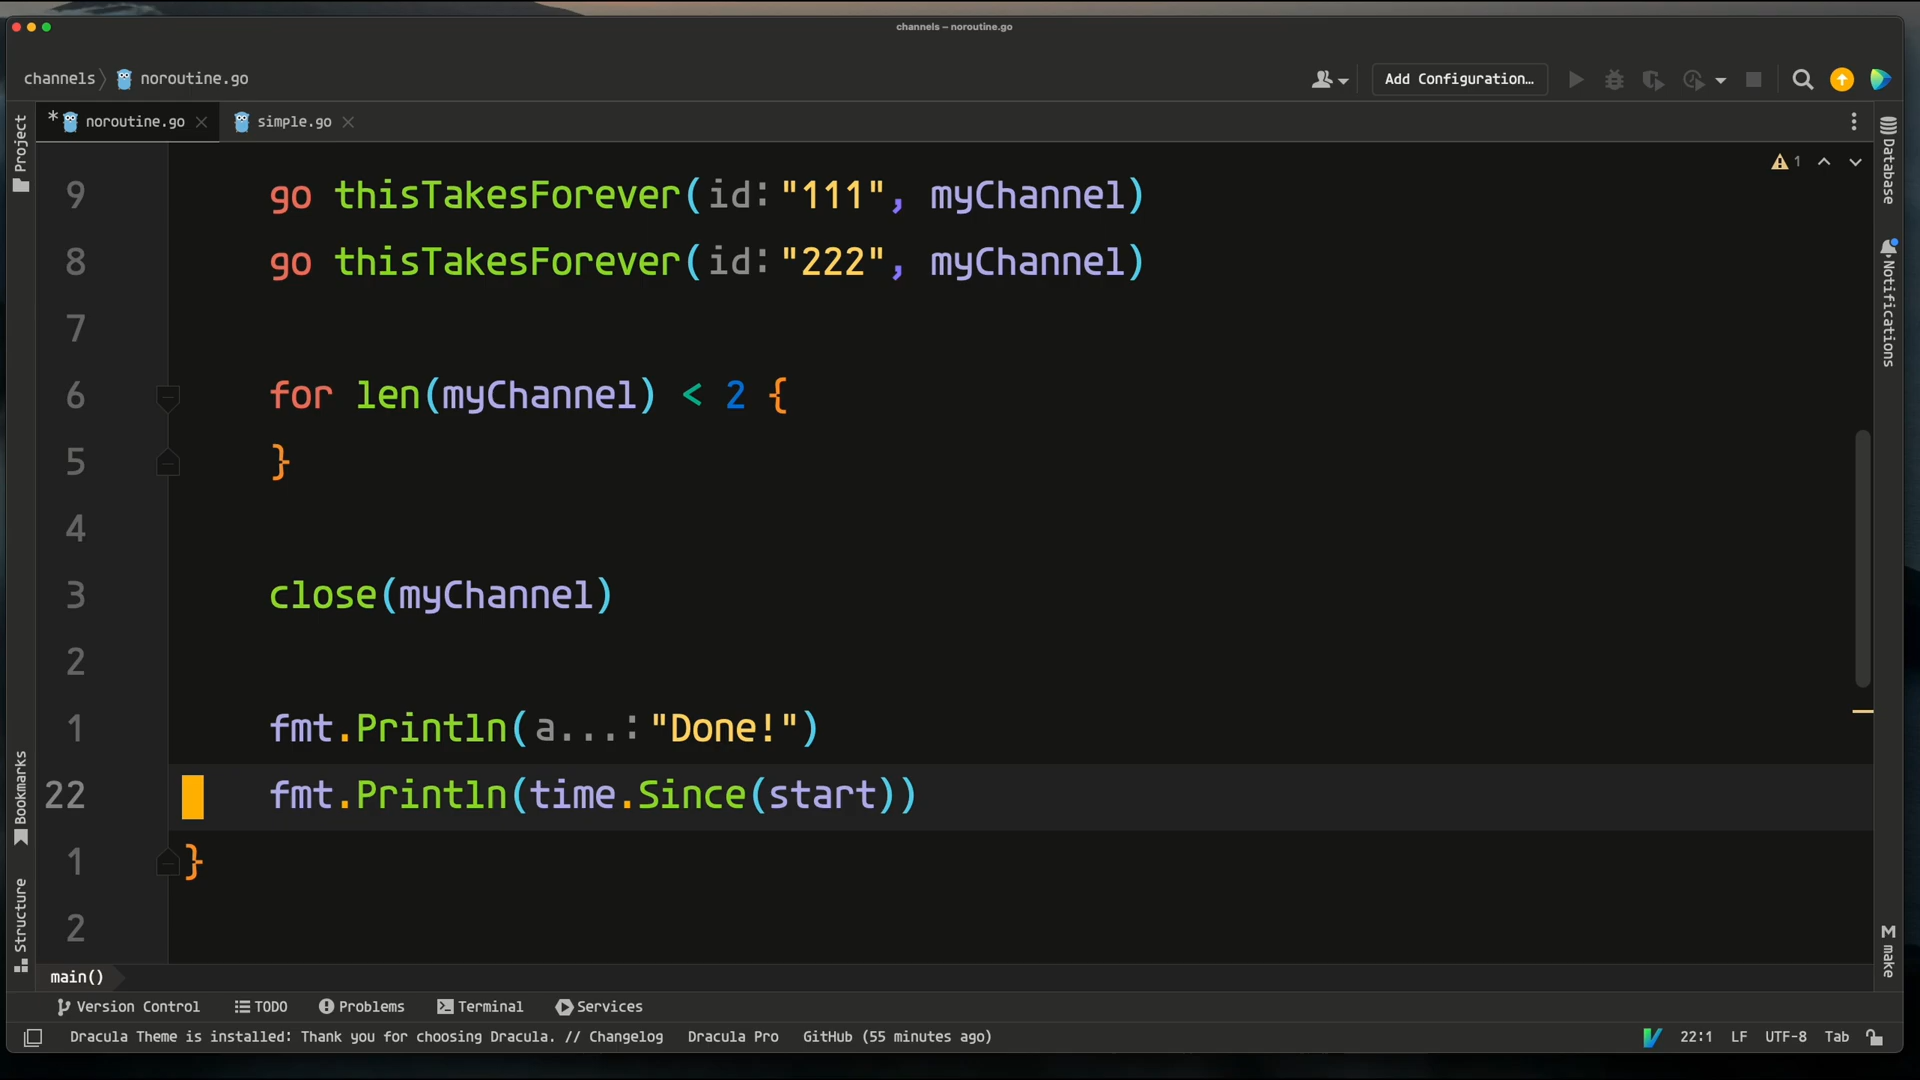 channels – noroutine.go
channels noroutine.go
Add Configuration...
* noroutine.go simple.go
Project
Database
Notifications
1
9 go thisTakesForever(id: "111", myChannel)
8 go thisTakesForever(id: "222", myChannel)
7
6 for len(myChannel) < 2 {
5 }
4
3 close(myChannel)
2
1 fmt.Println(a...: "Done!")
22 fmt.Println(time.Since(start))
1 }
2
Bookmarks
Structure
M make
main()
Version Control TODO Problems Terminal Services
Dracula Theme is installed: Thank you for choosing Dracula. // Changelog Dracula Pro GitHub (55 minutes ago) 22:1 LF UTF-8 Tab